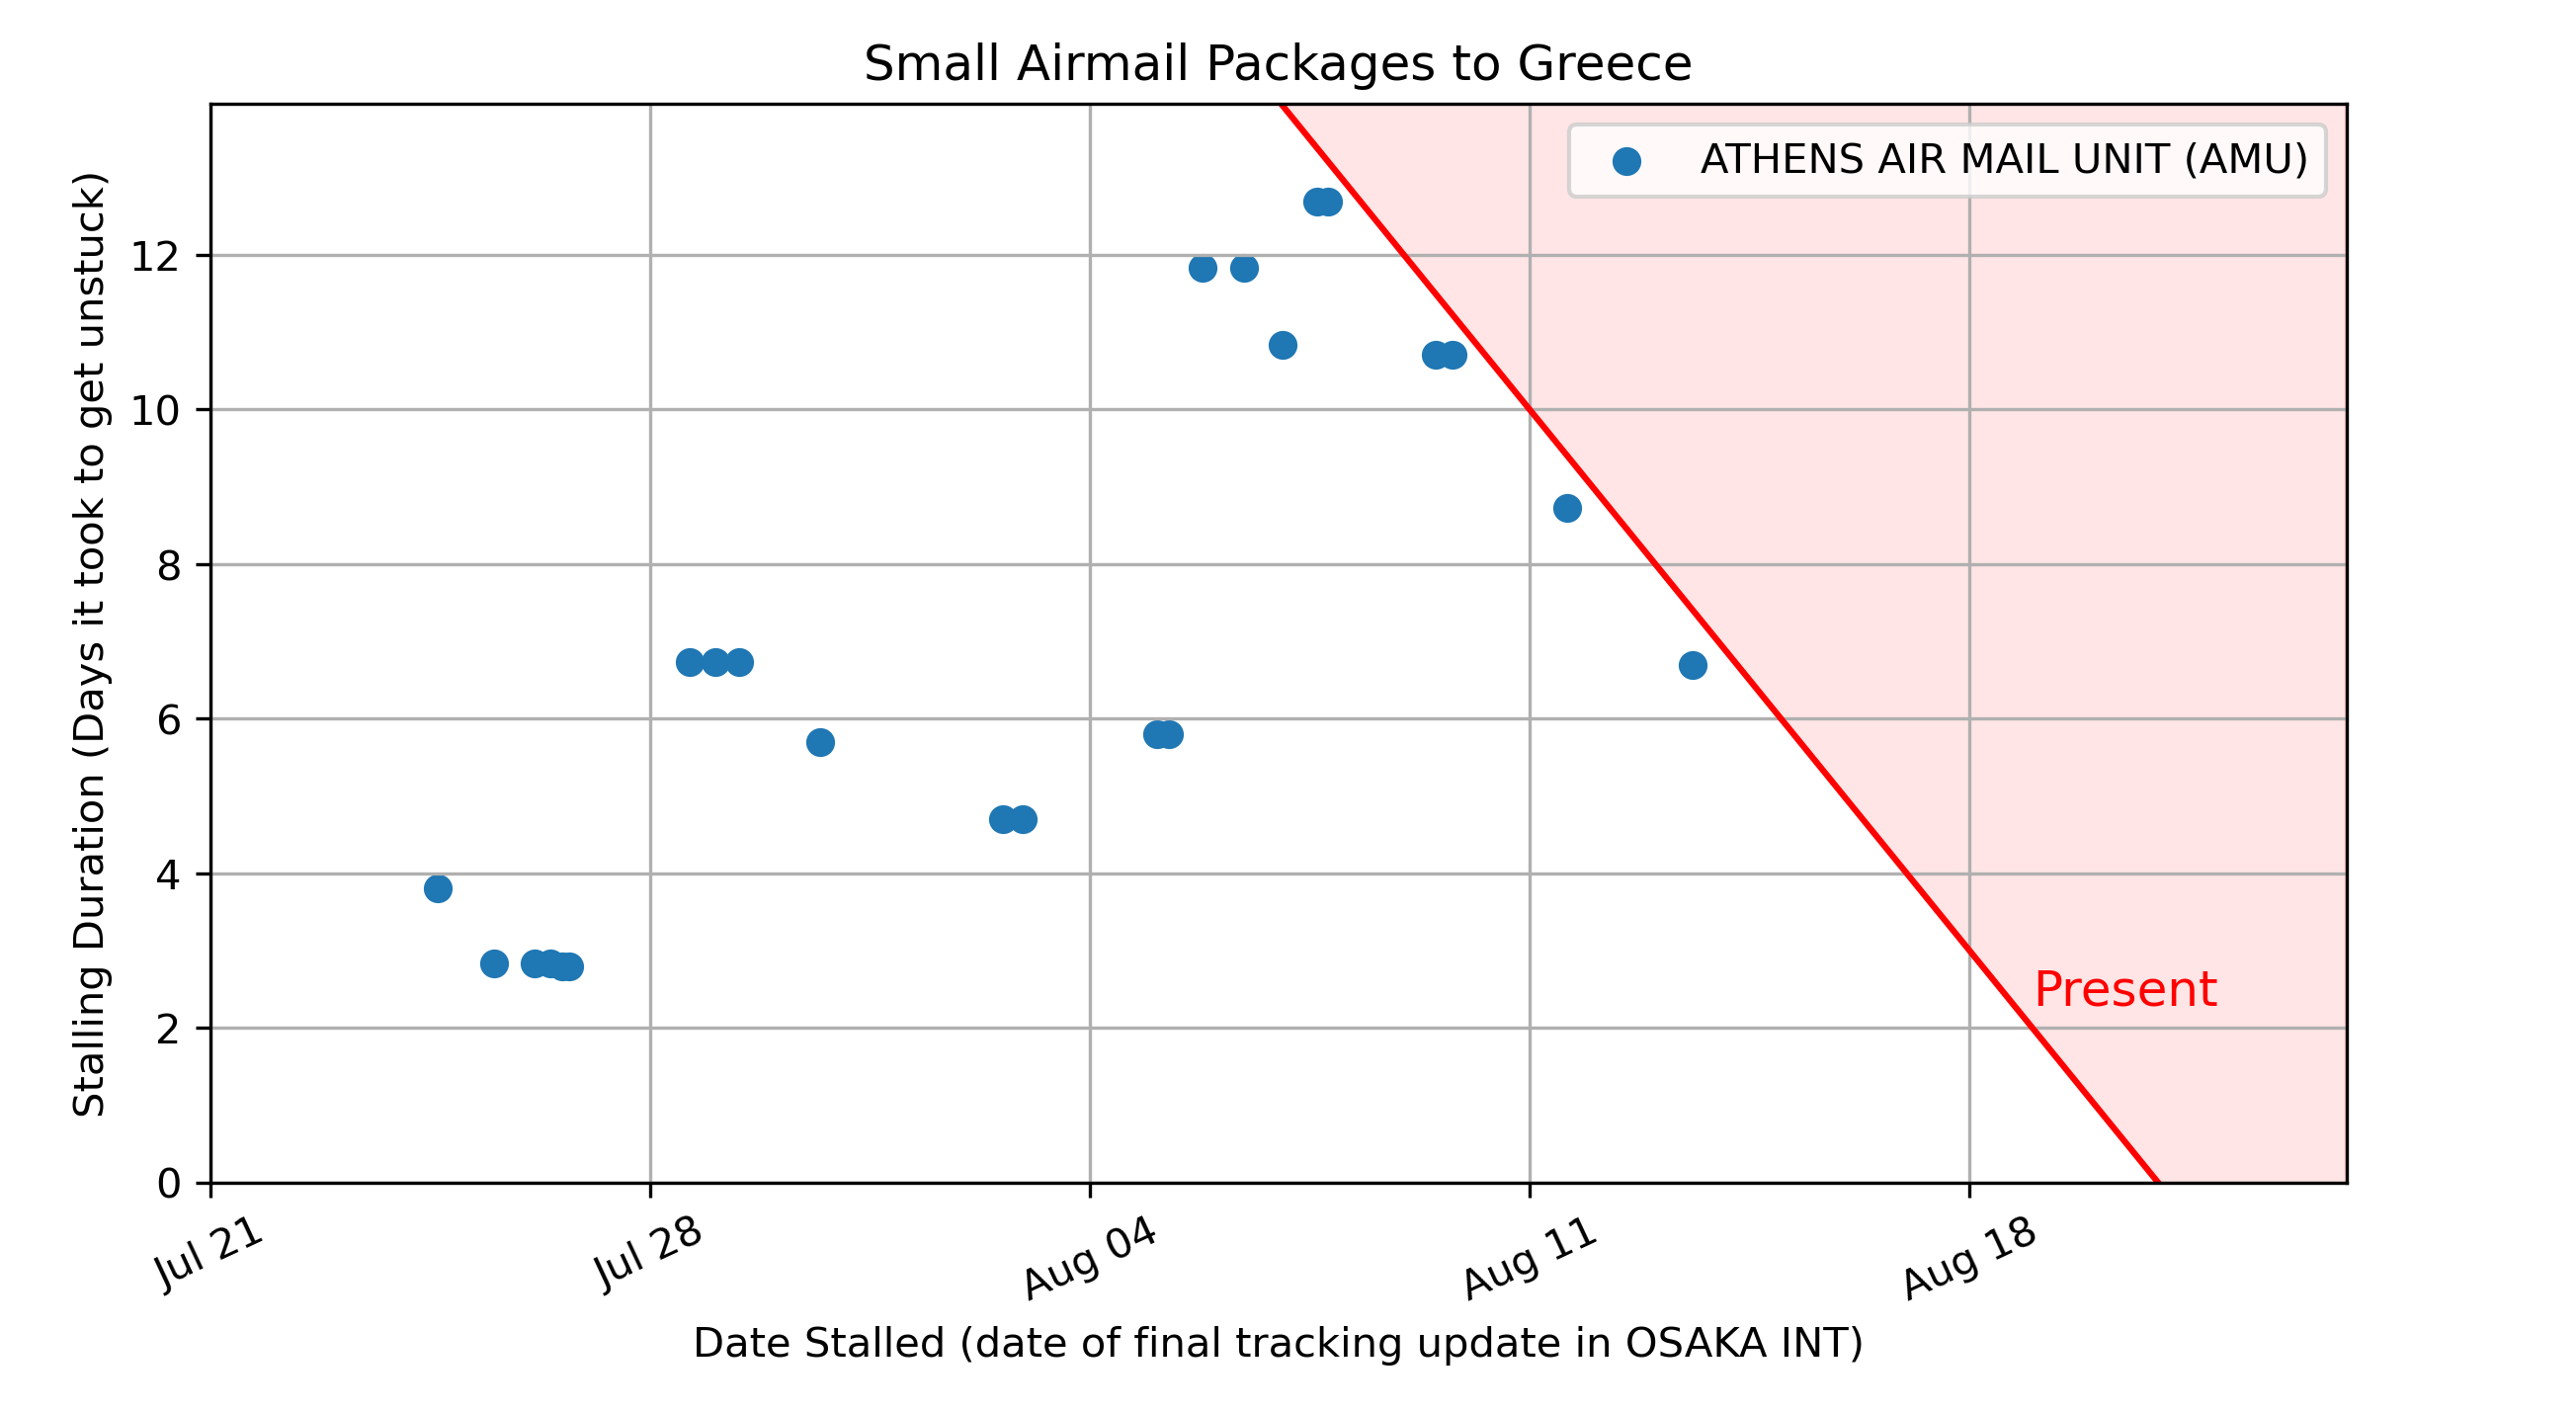 Small Airmail Packages to Greece
ATHENS AIR MAIL UNIT (AMU)
Stalling Duration (Days it took to get unstuck)
12
10
8
6
4
2
0
Present
Jul 21
Jul 28
Aug 04
Aug 11
Aug 18
Date Stalled (date of final tracking update in OSAKA INT)